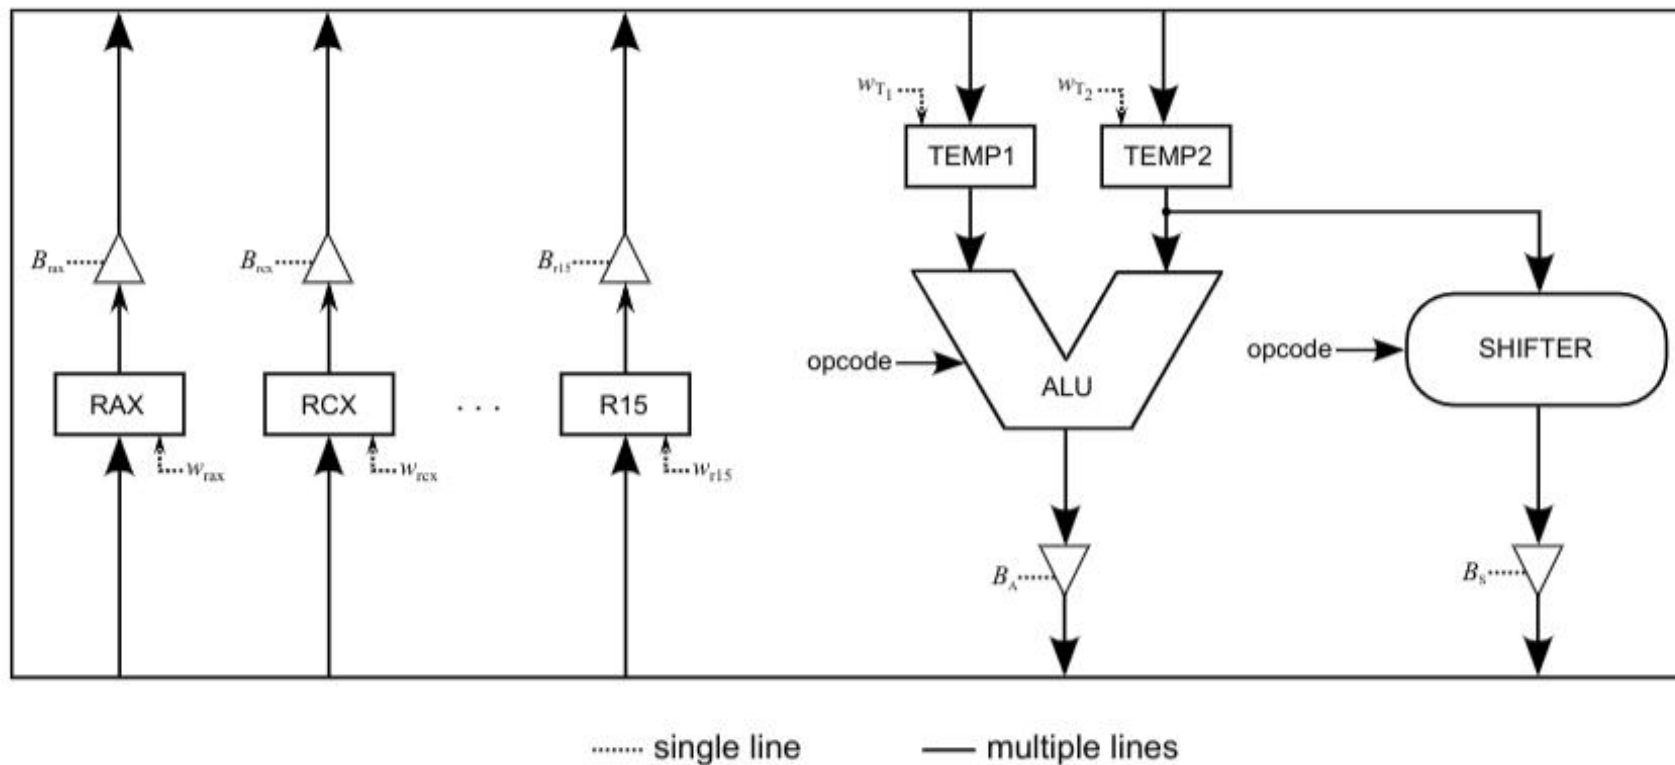 w_T1
w_T2
TEMP1
TEMP2
B_rax
B_rcx
B_r15
RAX
RCX
. . .
R15
opcode
ALU
opcode
SHIFTER
w_rax
w_rcx
w_r15
B_A
B_S
single line
multiple lines